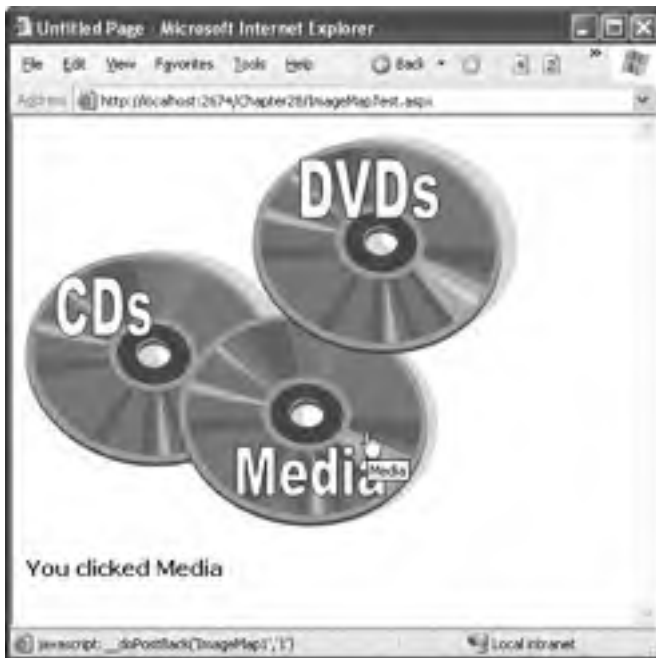 Untitled Page - Microsoft Internet Explorer
File Edit View Favorites Tools Help Back »
Address http://localhost:2674/Chapter28/ImageMapTest.aspx
DVDs
CDs
Media
Media
You clicked Media
javascript:__doPostBack('ImageMap1','1') Local intranet